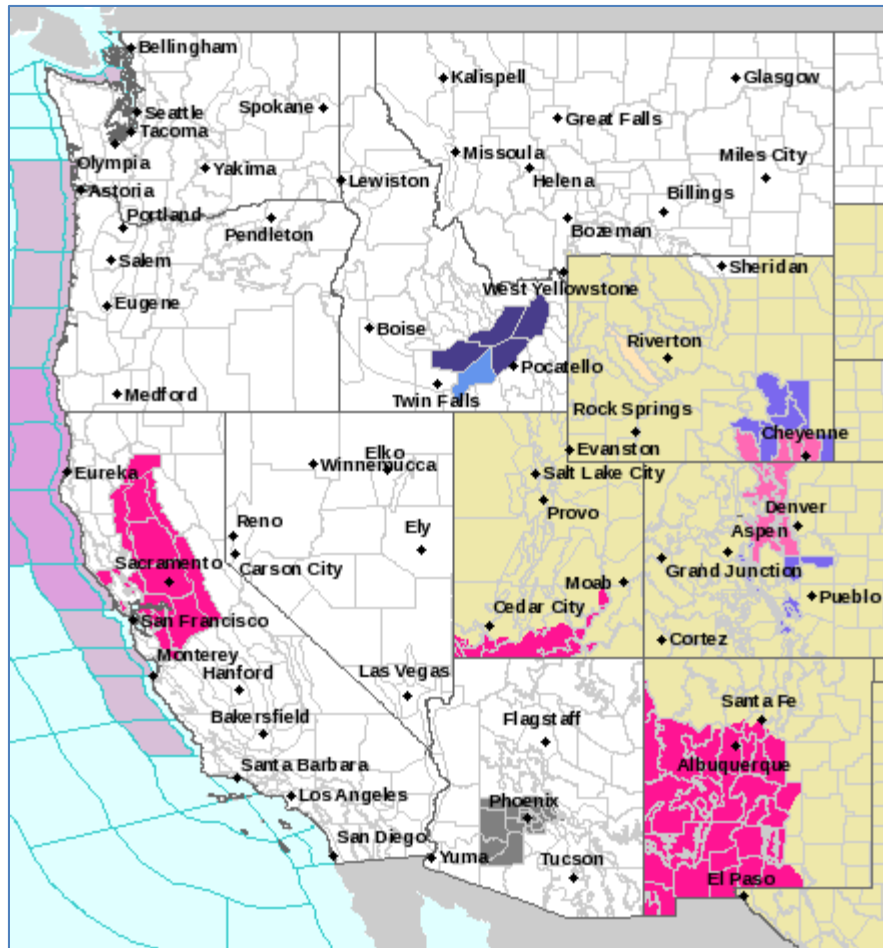 Bellingham
Kalispell
Glasgow
Spokane
Seattle
Great Falls
Tacoma
Olympia
Yakima
Missoula
Miles City
Lewiston
Helena
Billings
Astoria
Portland
Pendleton
Bozeman
Salem
Sheridan
West Yellowstone
Eugene
Boise
Riverton
Pocatello
Medford
Twin Falls
Rock Springs
Cheyenne
Elko
Evanston
Eureka
Winnemucca
Salt Lake City
Provo
Denver
Reno
Ely
Aspen
Sacramento
Carson City
Grand Junction
Moab
Pueblo
San Francisco
Cedar City
Cortez
Monterey
Hanford
Las Vegas
Santa Fe
Bakersfield
Flagstaff
Albuquerque
Santa Barbara
Los Angeles
Phoenix
San Diego
Yuma
Tucson
El Paso